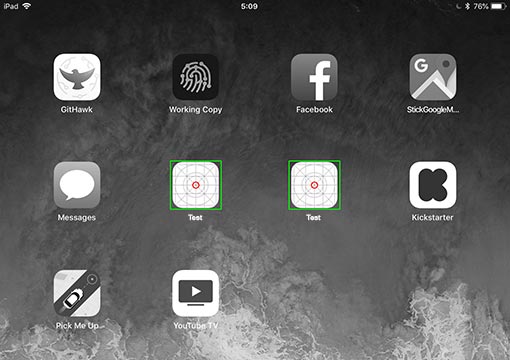 iPad 5:09 76%
GitHawk Working Copy Facebook StickGoogleM...
Messages Test Test Kickstarter
Pick Me Up YouTube TV